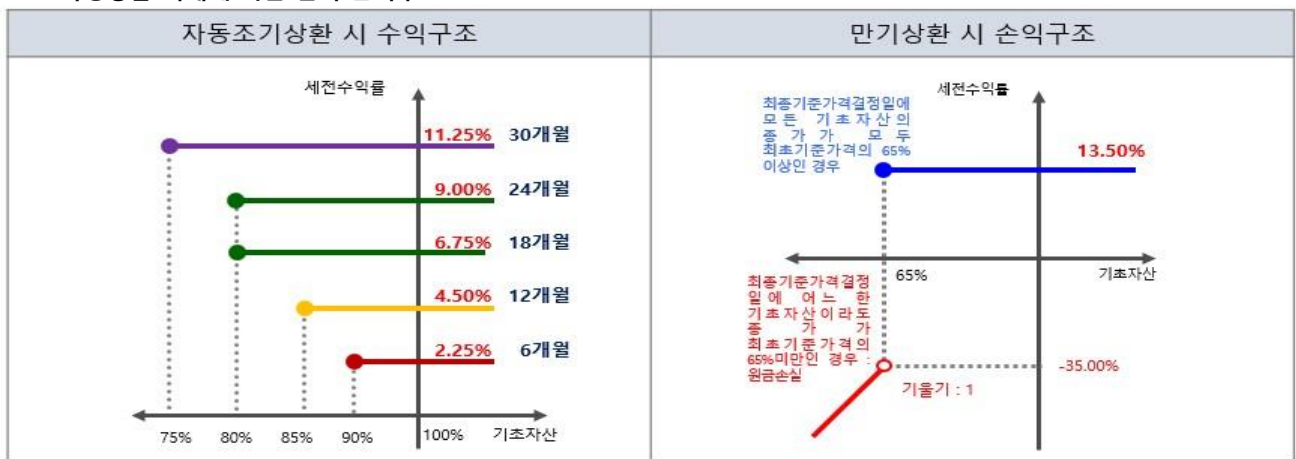 자동조기상환 시 수익구조
만기상환 시 손익구조
세전수익률
11.25% 30개월
9.00% 24개월
6.75% 18개월
4.50% 12개월
2.25% 6개월
75% 80% 85% 90% 100% 기초자산
세전수익률
최종기준가격결정일에
모든 기초자산의
종가가 모두
최초기준가격의 65%
이상인 경우
13.50%
65%
기초자산
최종기준가격결정
일에 어느 한
기초자산이라도
종가가
최초기준가격의
65%미만인 경우 :
원금손실
-35.00%
기울기 : 1